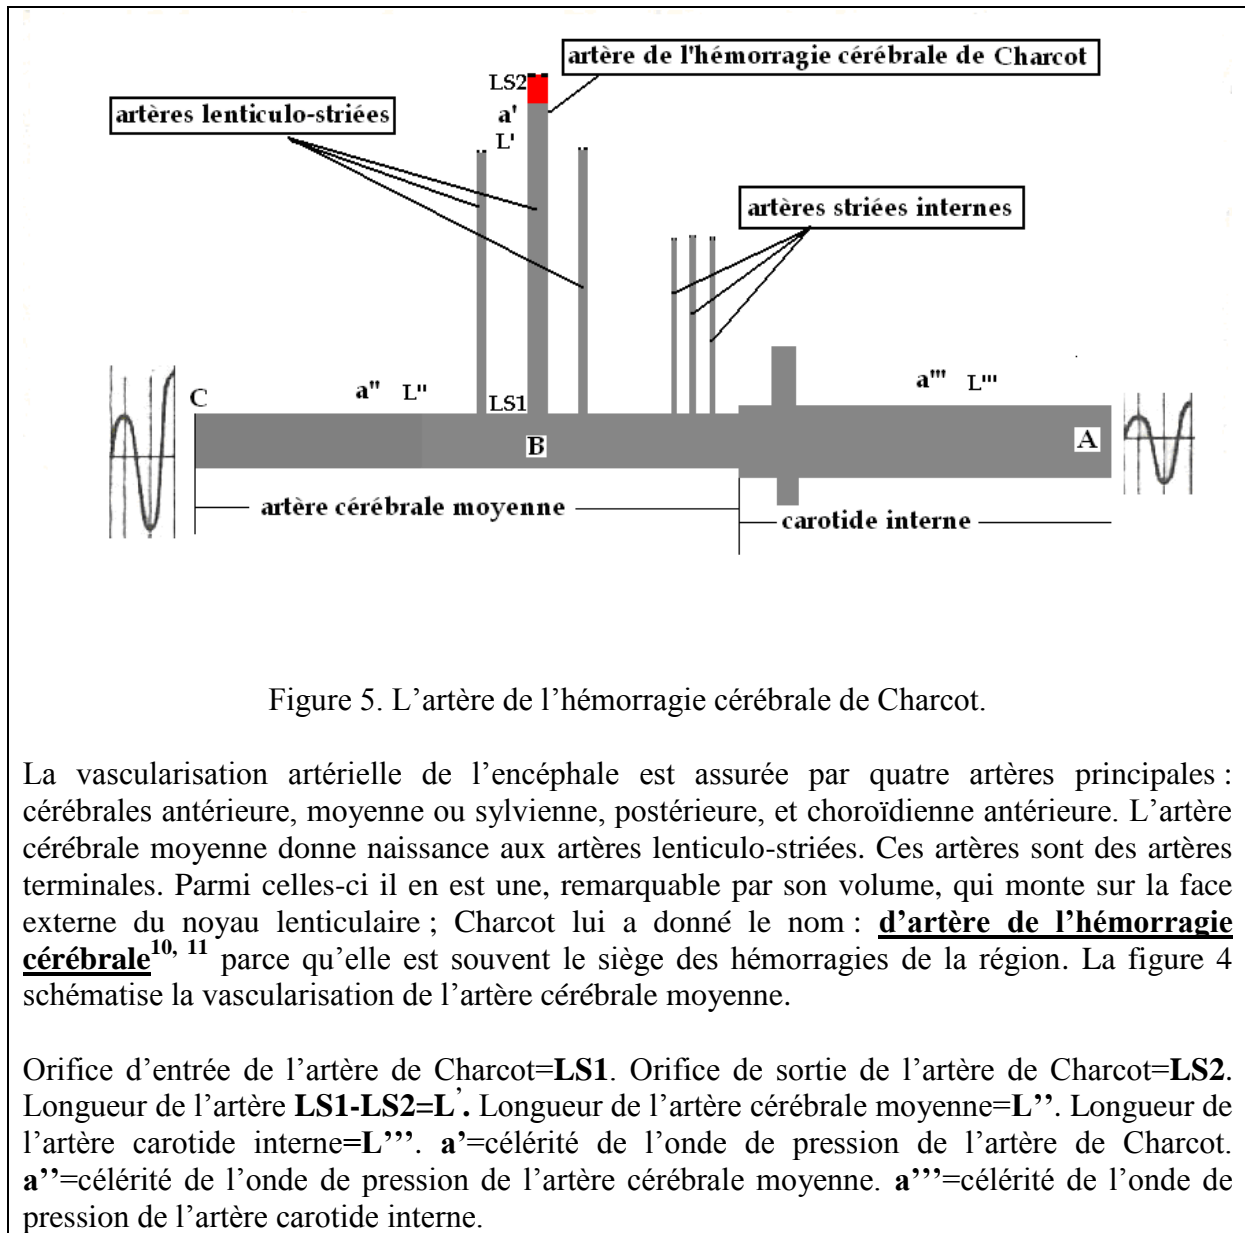 artère de l'hémorragie cérébrale de Charcot
LS2
artères lenticulo-striées
a'
L'
artères striées internes
a'' L''
a''' L'''
C
LS1
B
A
artère cérébrale moyenne
carotide interne
Figure 5. L’artère de l’hémorragie cérébrale de Charcot.
La vascularisation artérielle de l’encéphale est assurée par quatre artères principales :
cérébrales antérieure, moyenne ou sylvienne, postérieure, et choroïdienne antérieure. L’artère
cérébrale moyenne donne naissance aux artères lenticulo-striées. Ces artères sont des artères
terminales. Parmi celles-ci il en est une, remarquable par son volume, qui monte sur la face
externe du noyau lenticulaire ; Charcot lui a donné le nom : d’artère de l’hémorragie
cérébrale10, 11 parce qu’elle est souvent le siège des hémorragies de la région. La figure 4
schématise la vascularisation de l’artère cérébrale moyenne.
Orifice d’entrée de l’artère de Charcot=LS1. Orifice de sortie de l’artère de Charcot=LS2.
Longueur de l’artère LS1-LS2=L’. Longueur de l’artère cérébrale moyenne=L’’. Longueur de
l’artère carotide interne=L’’’. a’=célérité de l’onde de pression de l’artère de Charcot.
a’’=célérité de l’onde de pression de l’artère cérébrale moyenne. a’’’=célérité de l’onde de
pression de l’artère carotide interne.